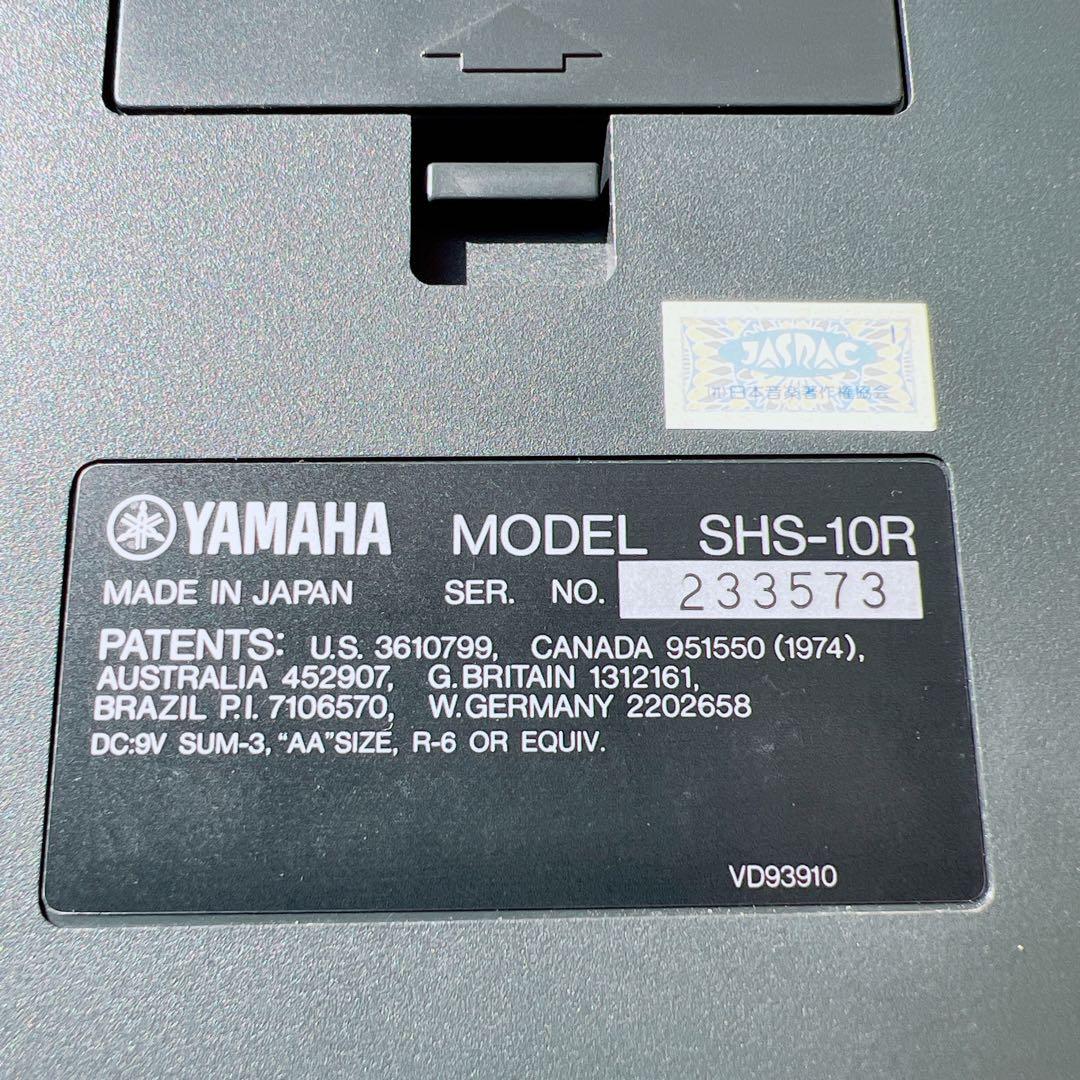 JASRAC
(社)日本音楽著作権協会
YAMAHA MODEL SHS-10R
MADE IN JAPAN SER. NO. 233573
PATENTS: U.S. 3610799, CANADA 951550 (1974),
AUSTRALIA 452907, G.BRITAIN 1312161,
BRAZIL P.I. 7106570, W.GERMANY 2202658
DC:9V SUM-3, "AA"SIZE, R-6 OR EQUIV.
VD93910